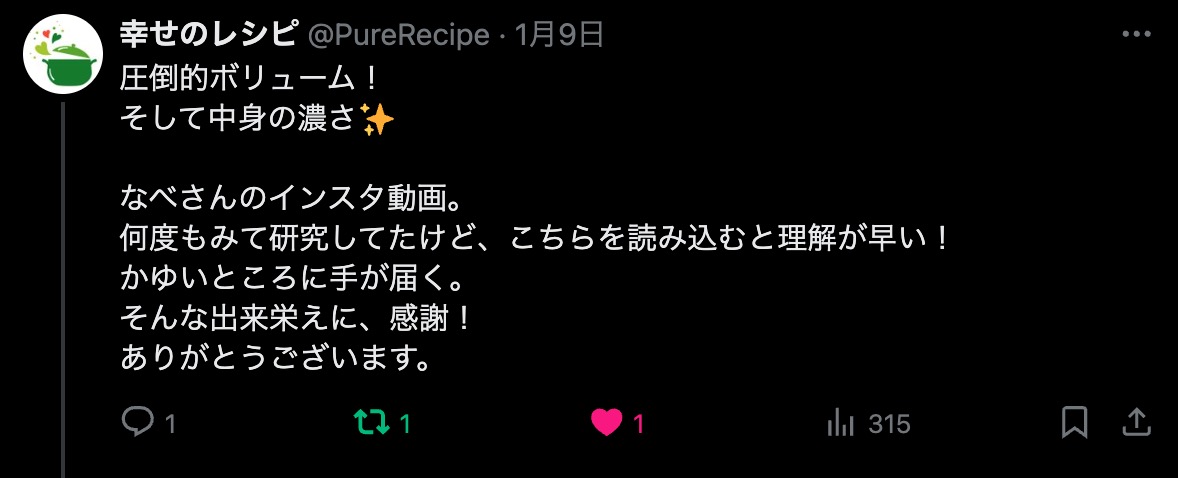 幸せのレシピ @PureRecipe · 1月9日
圧倒的ボリューム！
そして中身の濃さ✨
なべさんのインスタ動画。
何度もみて研究してたけど、こちらを読み込むと理解が早い！
かゆいところに手が届く。
そんな出来栄えに、感謝！
ありがとうございます。
1 1 1 315